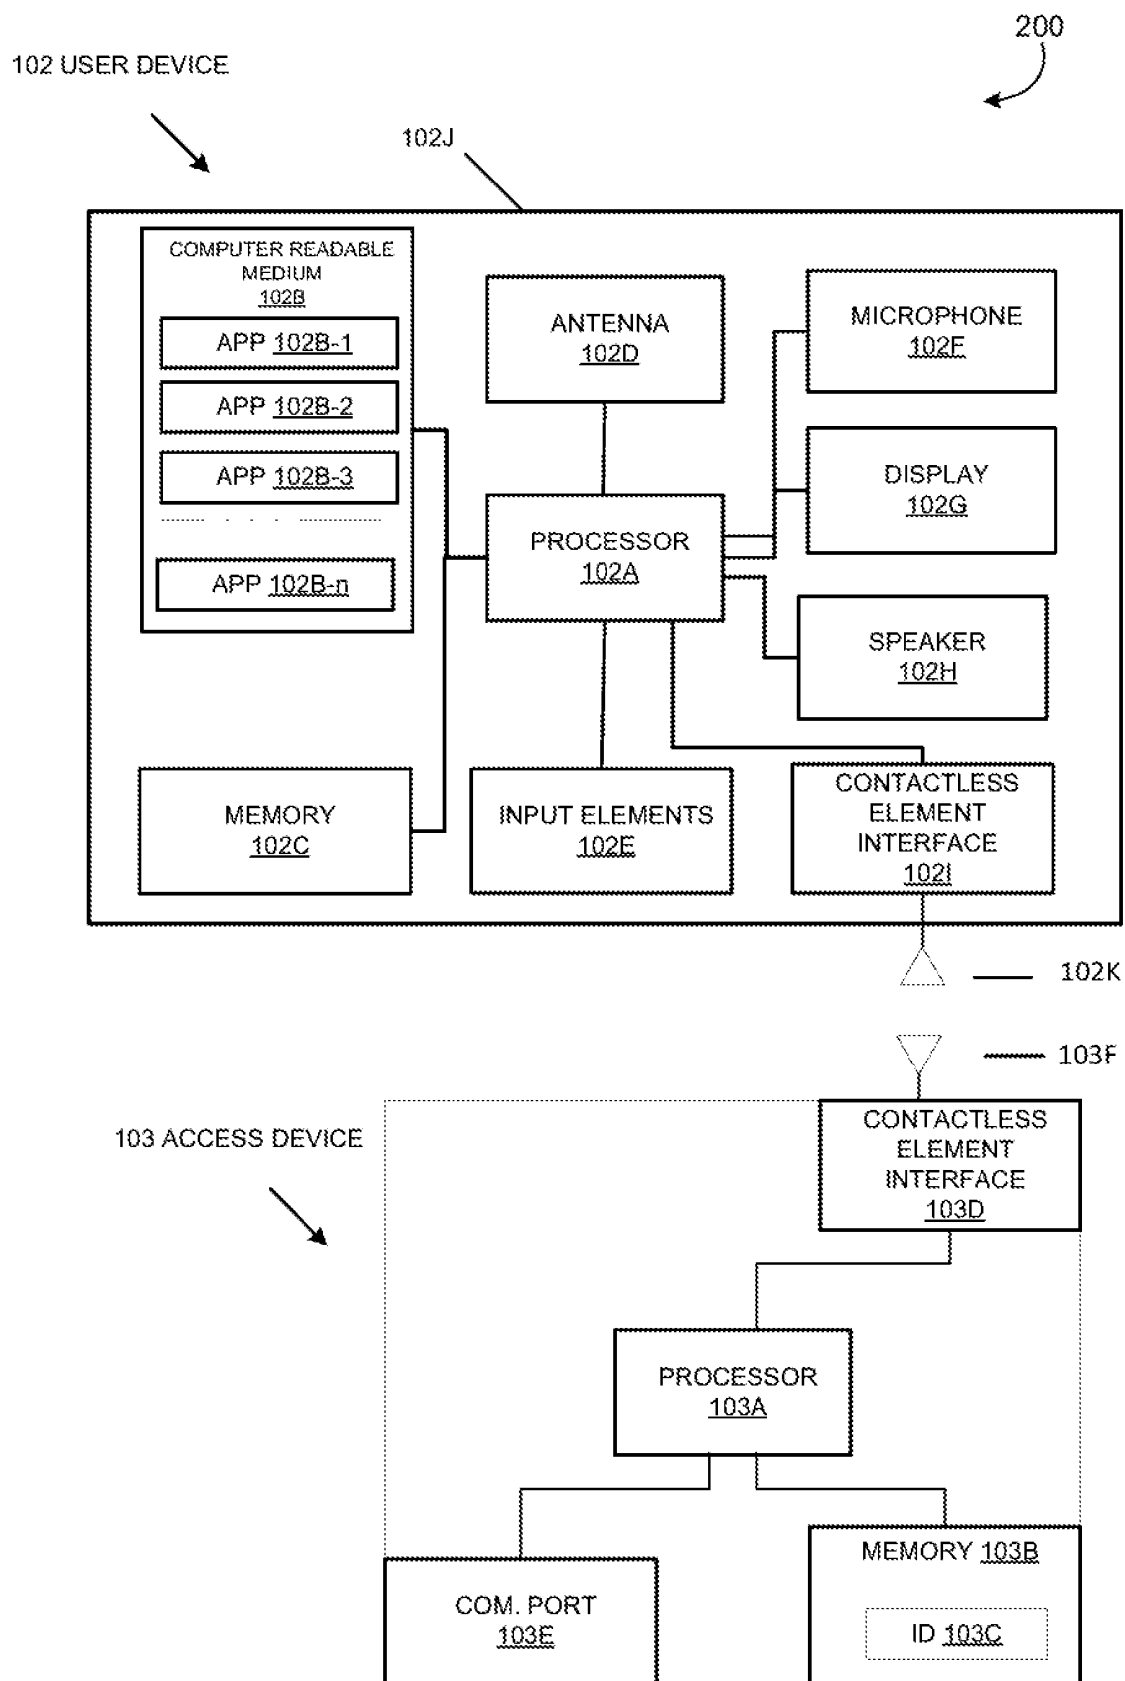 200
102 USER DEVICE
102J
COMPUTER READABLE
MEDIUM
102B
APP 102B-1
APP 102B-2
APP 102B-3
APP 102B-n
ANTENNA
102D
MICROPHONE
102F
DISPLAY
102G
PROCESSOR
102A
SPEAKER
102H
MEMORY
102C
INPUT ELEMENTS
102E
CONTACTLESS
ELEMENT
INTERFACE
102I
102K
103F
103 ACCESS DEVICE
CONTACTLESS
ELEMENT
INTERFACE
103D
PROCESSOR
103A
COM. PORT
103E
MEMORY 103B
ID 103C